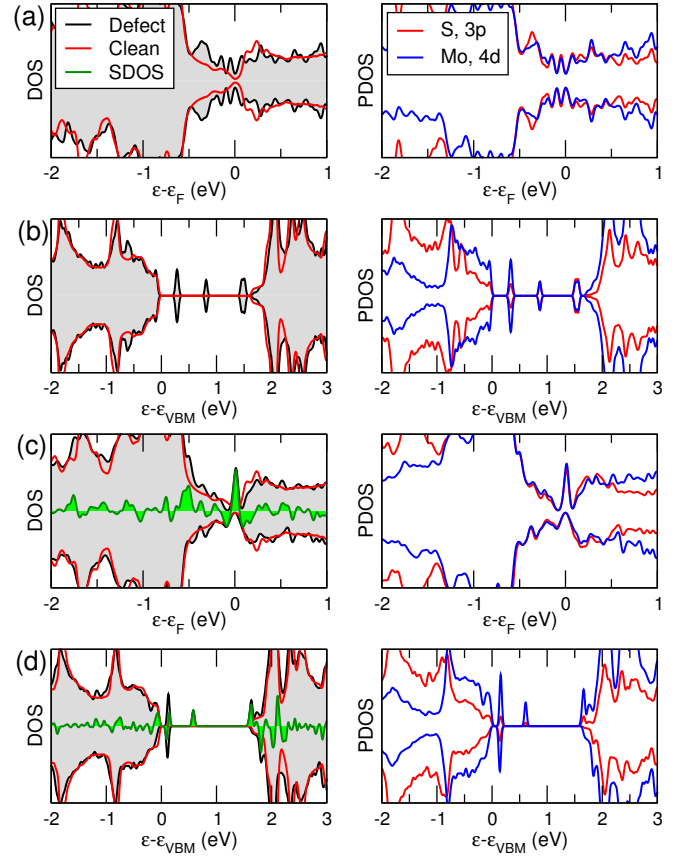 (a)
DOS
Defect
Clean
SDOS
-2 -1 0 1
ε-εF (eV)
PDOS
S, 3p
Mo, 4d
-2 -1 0 1
ε-εF (eV)
(b)
DOS
-2 -1 0 1 2 3
ε-εVBM (eV)
PDOS
-2 -1 0 1 2 3
ε-εVBM (eV)
(c)
DOS
-2 -1 0 1
ε-εF (eV)
PDOS
-2 -1 0 1
ε-εF (eV)
(d)
DOS
-2 -1 0 1 2 3
ε-εVBM (eV)
PDOS
-2 -1 0 1 2 3
ε-εVBM (eV)